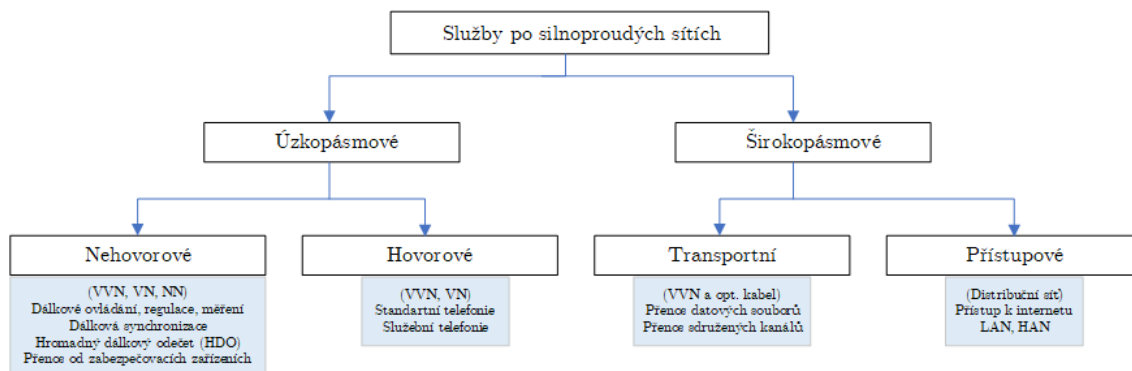 Služby po silnoproudých sítích
Úzkopásmové
Širokopásmové
Nehovorové
Hovorové
Transportní
Přístupové
(VVN, VN, NN)
Dálkové ovládání, regulace, měření
Dálková synchronizace
Hromadný dálkový odečet (HDO)
Přenos od zabezpečovacích zařízeních
(VVN, VN)
Standartní telefonie
Služební telefonie
(VVN a opt. kabel)
Přenos datových souborů
Přenos sdružených kanálů
(Distribuční sít)
Přístup k internetu
LAN, HAN